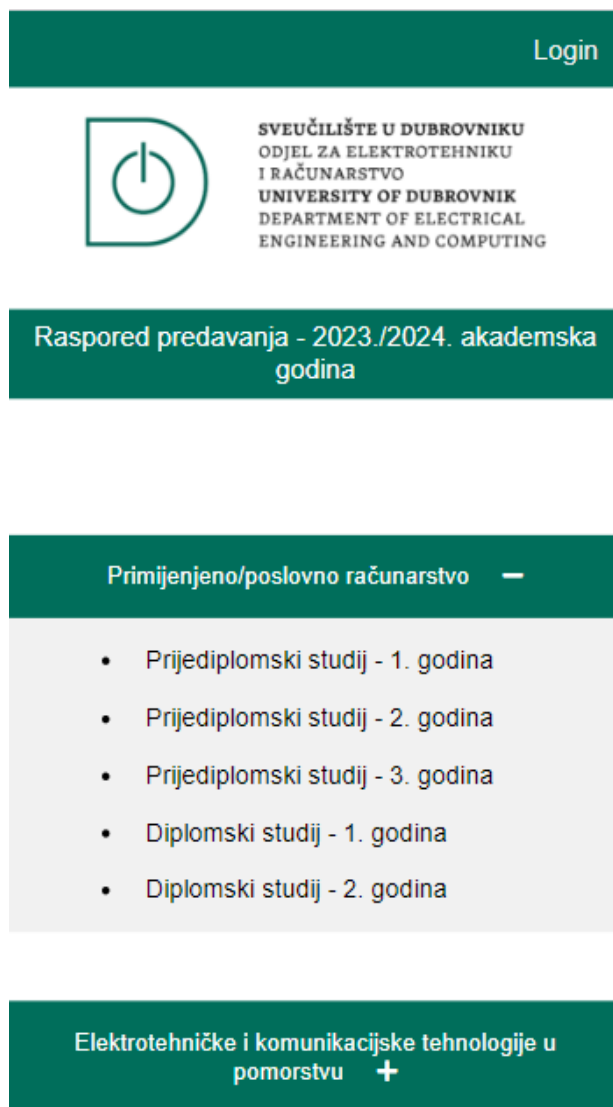 Login
SVEUČILIŠTE U DUBROVNIKU
ODJEL ZA ELEKTROTEHNIKU
I RAČUNARSTVO
UNIVERSITY OF DUBROVNIK
DEPARTMENT OF ELECTRICAL
ENGINEERING AND COMPUTING
Raspored predavanja - 2023./2024. akademska
godina
Primijenjeno/poslovno računarstvo −
• Prijediplomski studij - 1. godina
• Prijediplomski studij - 2. godina
• Prijediplomski studij - 3. godina
• Diplomski studij - 1. godina
• Diplomski studij - 2. godina
Elektrotehničke i komunikacijske tehnologije u
pomorstvu +